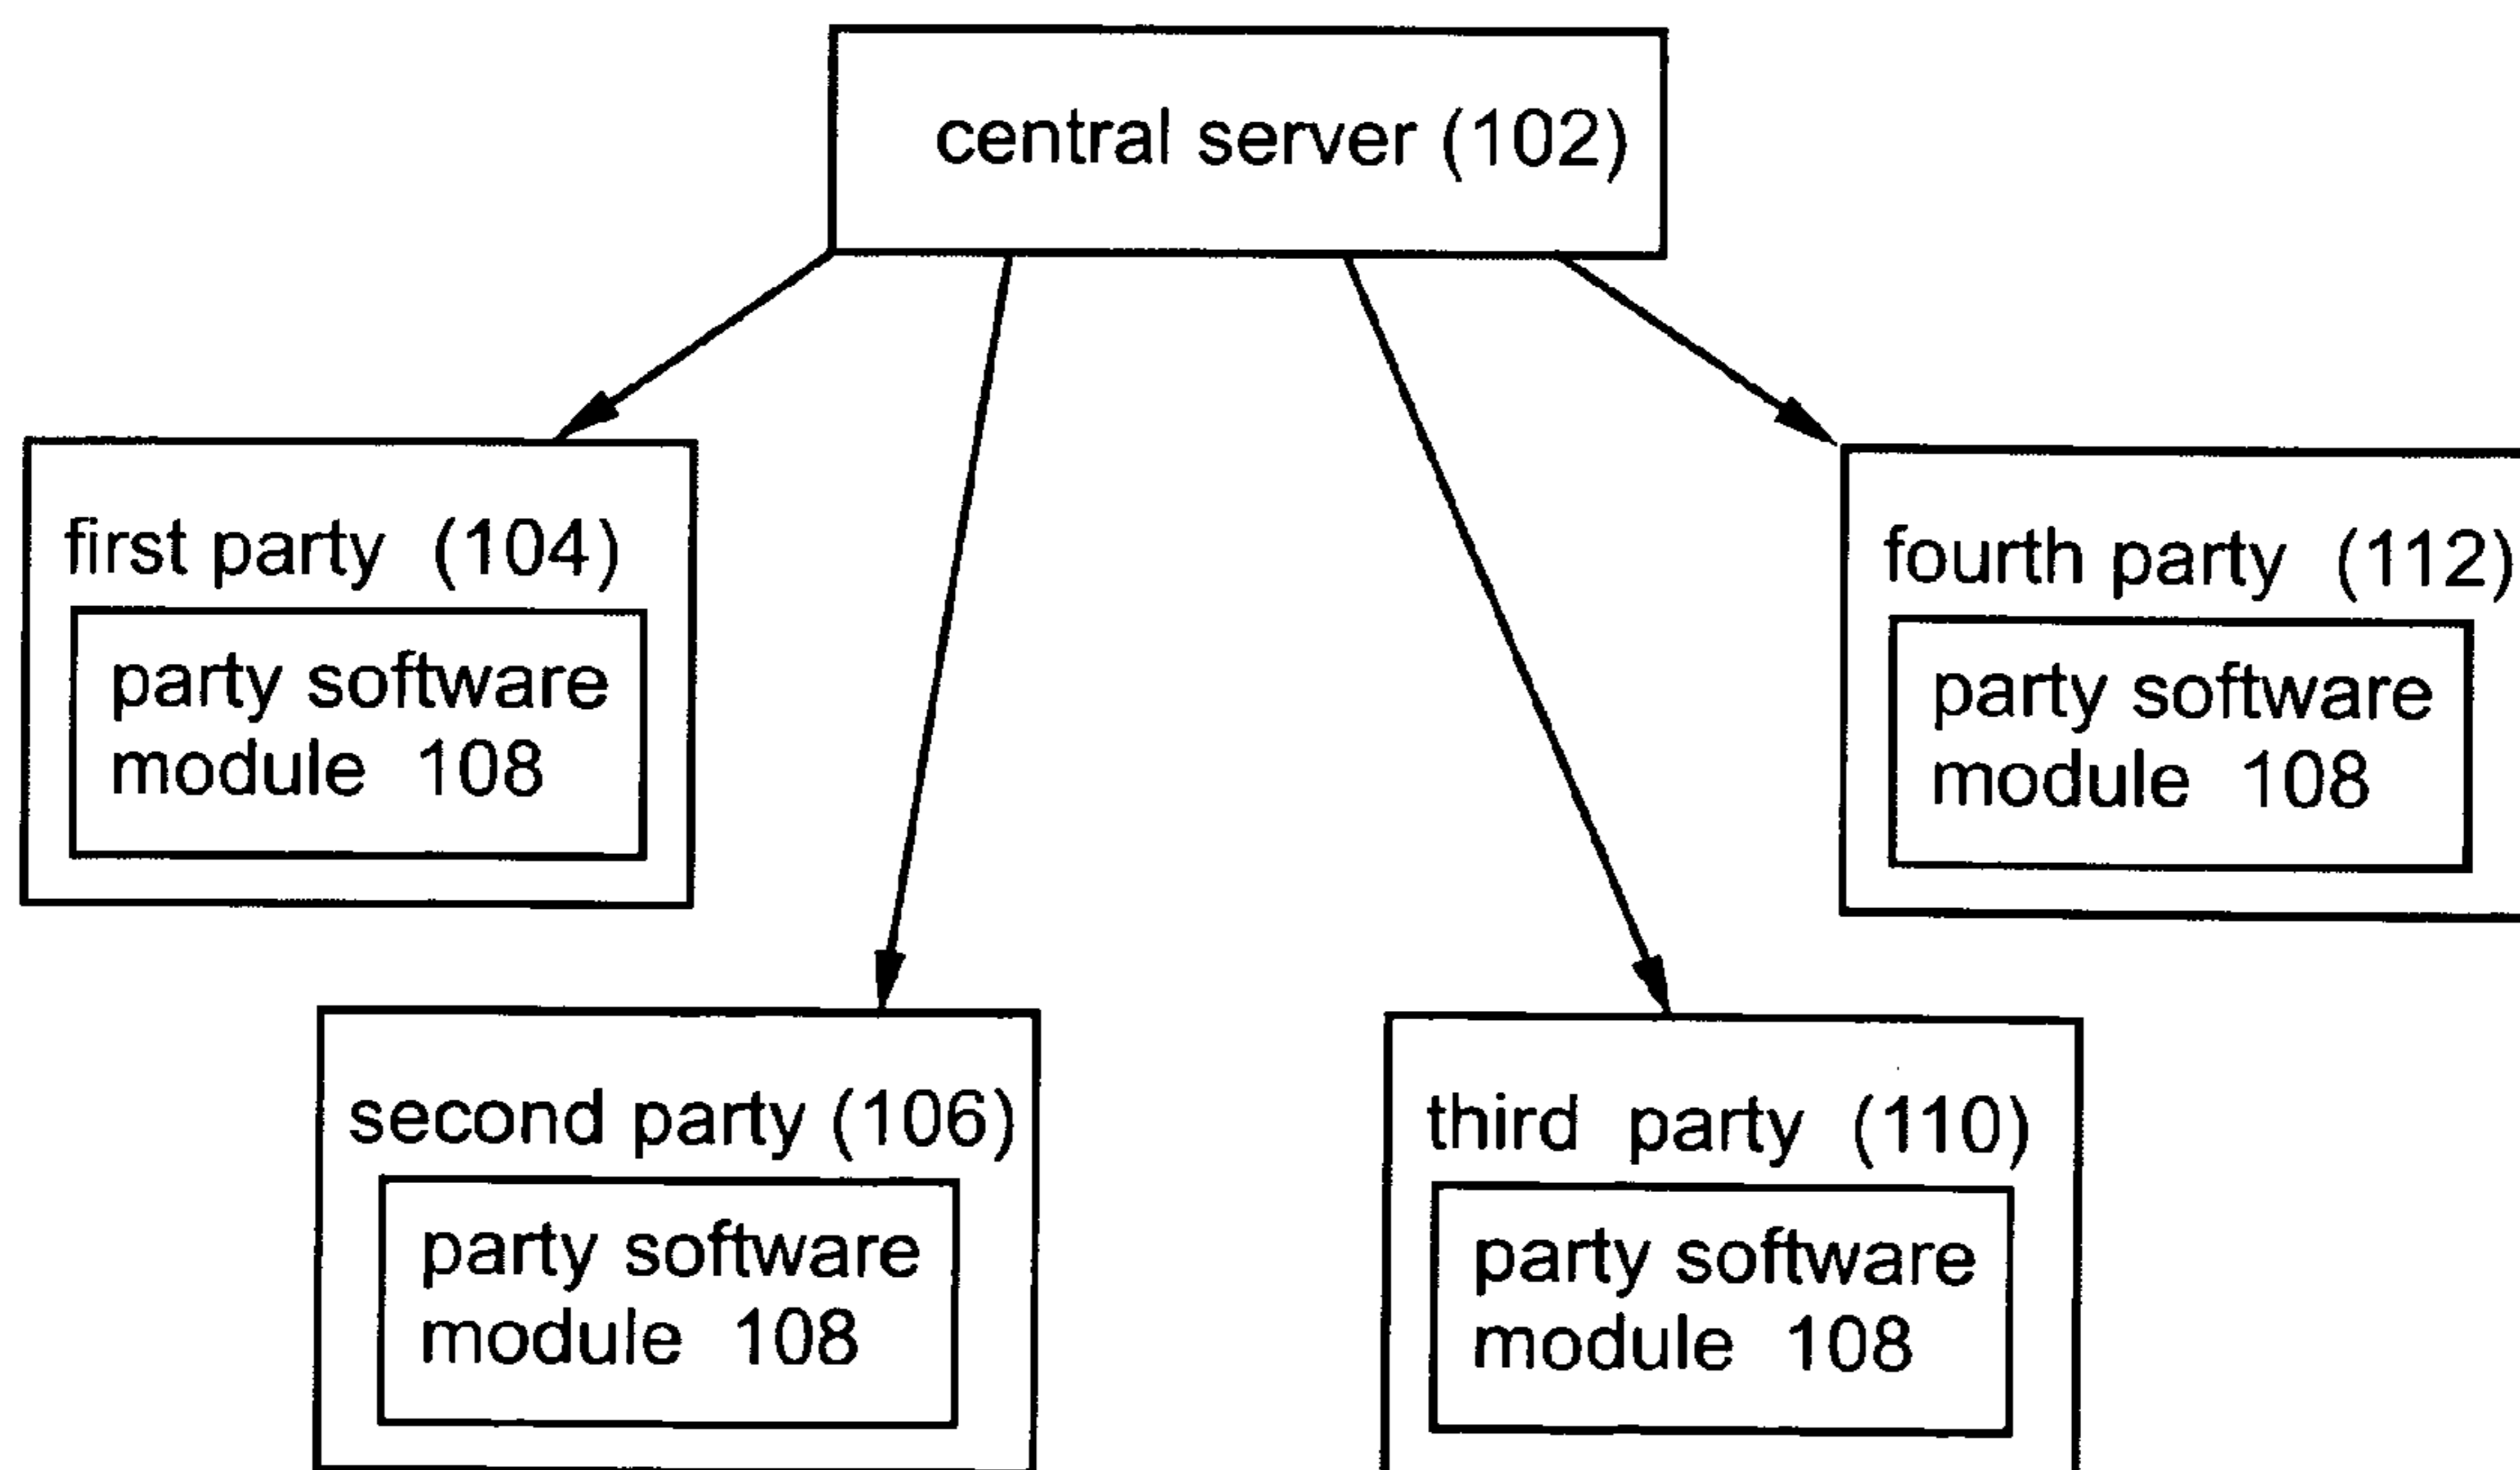 central server (102)
first party (104)
party software
module 108
fourth party (112)
party software
module 108
second party (106)
party software
module 108
third party (110)
party software
module 108